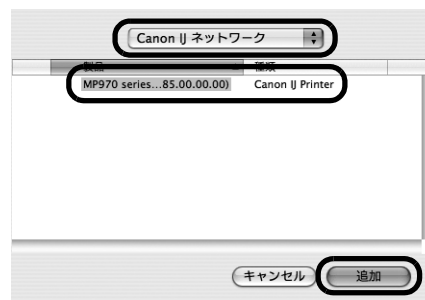 Canon IJ ネットワーク
製品 種類
MP970 series...85.00.00.00) Canon IJ Printer
キャンセル 追加